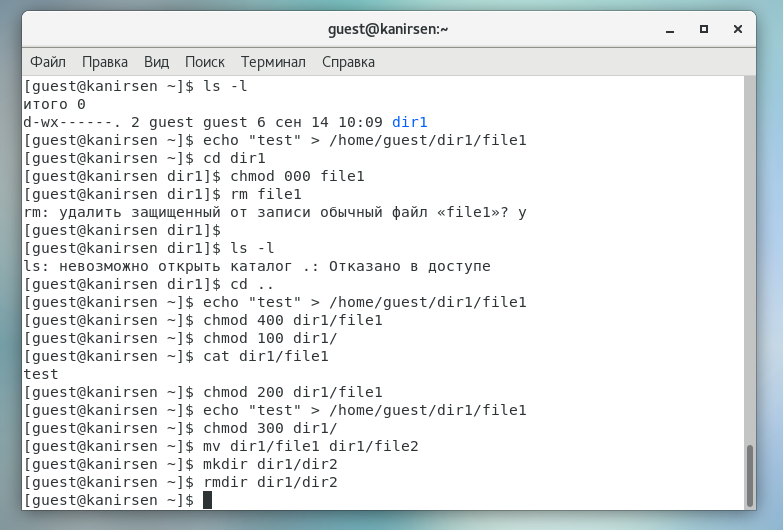 guest@kanirsen:~
Файл Правка Вид Поиск Терминал Справка
[guest@kanirsen ~]$ ls -l
итого 0
d-wx------. 2 guest guest 6 сен 14 10:09 dir1
[guest@kanirsen ~]$ echo "test" > /home/guest/dir1/file1
[guest@kanirsen ~]$ cd dir1
[guest@kanirsen dir1]$ chmod 000 file1
[guest@kanirsen dir1]$ rm file1
rm: удалить защищенный от записи обычный файл «file1»? y
[guest@kanirsen dir1]$
[guest@kanirsen dir1]$ ls -l
ls: невозможно открыть каталог .: Отказано в доступе
[guest@kanirsen dir1]$ cd ..
[guest@kanirsen ~]$ echo "test" > /home/guest/dir1/file1
[guest@kanirsen ~]$ chmod 400 dir1/file1
[guest@kanirsen ~]$ chmod 100 dir1/
[guest@kanirsen ~]$ cat dir1/file1
test
[guest@kanirsen ~]$ chmod 200 dir1/file1
[guest@kanirsen ~]$ echo "test" > /home/guest/dir1/file1
[guest@kanirsen ~]$ chmod 300 dir1/
[guest@kanirsen ~]$ mv dir1/file1 dir1/file2
[guest@kanirsen ~]$ mkdir dir1/dir2
[guest@kanirsen ~]$ rmdir dir1/dir2
[guest@kanirsen ~]$